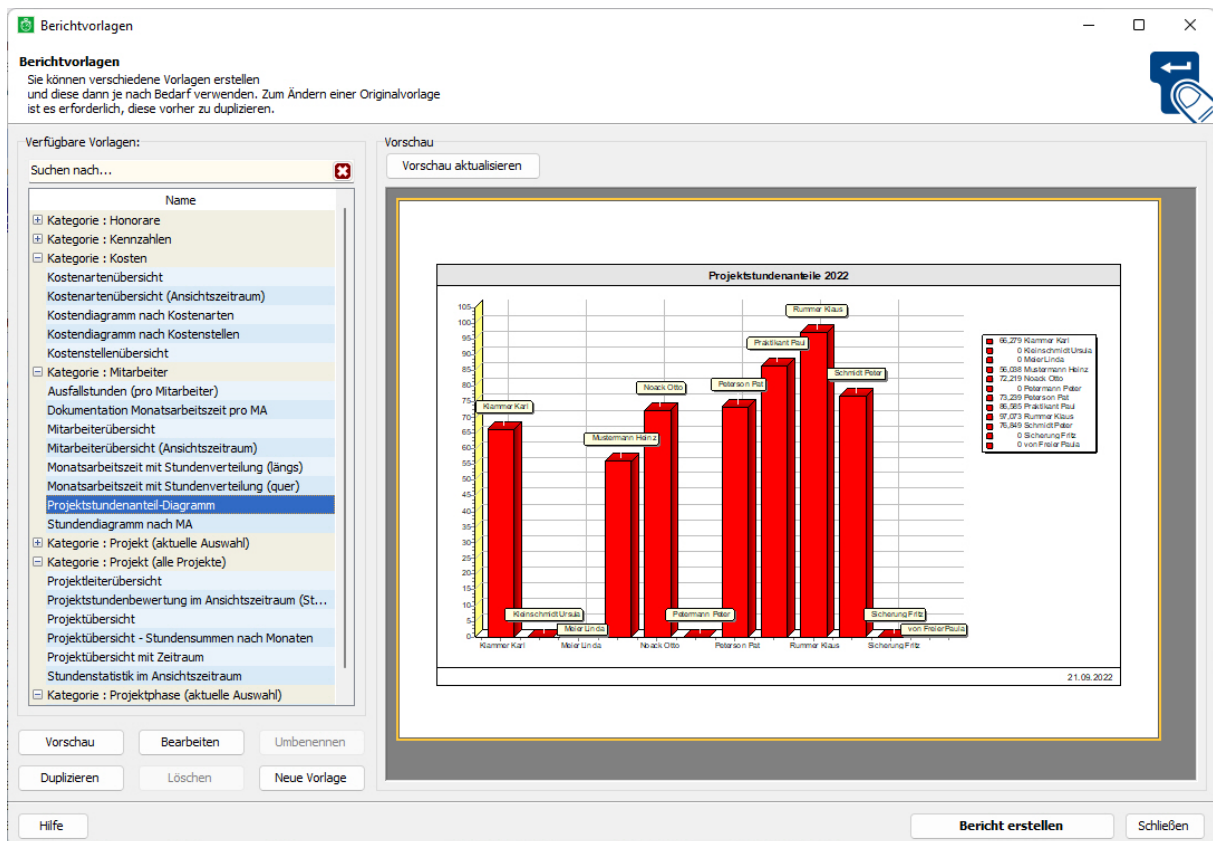 Berichtvorlagen
Berichtvorlagen
Sie können verschiedene Vorlagen erstellen
und diese dann je nach Bedarf verwenden. Zum Ändern einer Originalvorlage
ist es erforderlich, diese vorher zu duplizieren.
Verfügbare Vorlagen:
Suchen nach...
Name
Kategorie : Honorare
Kategorie : Kennzahlen
Kategorie : Kosten
Kostenartenübersicht
Kostenartenübersicht (Ansichtszeitraum)
Kostendiagramm nach Kostenarten
Kostendiagramm nach Kostenstellen
Kostenstellenübersicht
Kategorie : Mitarbeiter
Ausfallstunden (pro Mitarbeiter)
Dokumentation Monatsarbeitszeit pro MA
Mitarbeiterübersicht
Mitarbeiterübersicht (Ansichtszeitraum)
Monatsarbeitszeit mit Stundenverteilung (längs)
Monatsarbeitszeit mit Stundenverteilung (quer)
Projektstundenanteil-Diagramm
Stundendiagramm nach MA
Kategorie : Projekt (aktuelle Auswahl)
Kategorie : Projekt (alle Projekte)
Projektleiterübersicht
Projektstundenbewertung im Ansichtszeitraum (St...
Projektübersicht
Projektübersicht - Stundensummen nach Monaten
Projektübersicht mit Zeitraum
Stundenstatistik im Ansichtszeitraum
Kategorie : Projektphase (aktuelle Auswahl)
Vorschau
Bearbeiten
Umbenennen
Duplizieren
Löschen
Neue Vorlage
Vorschau
Vorschau aktualisieren
Projektstundenanteile 2022
105
100
95
90
85
80
75
70
65
60
55
50
45
40
35
30
25
20
15
10
5
0
Klammer Karl
Kleinschmidt Ursula
Meier Linda
Mustermann Heinz
Noack Otto
Petermann Peter
Peterson Pat
Praktikant Paul
Rummer Klaus
Schmidt Peter
Sicherung Fritz
von Freier Paula
Klammer Karl
Meier Linda
Noack Otto
Peterson Pat
Rummer Klaus
Sicherung Fritz
66,279 Klammer Karl
0 Kleinschmidt Ursula
0 Meier Linda
56,038 Mustermann Heinz
72,219 Noack Otto
0 Petermann Peter
73,239 Peterson Pat
86,585 Praktikant Paul
97,073 Rummer Klaus
76,849 Schmidt Peter
0 Sicherung Fritz
0 von Freier Paula
21.09.2022
Hilfe
Bericht erstellen
Schließen